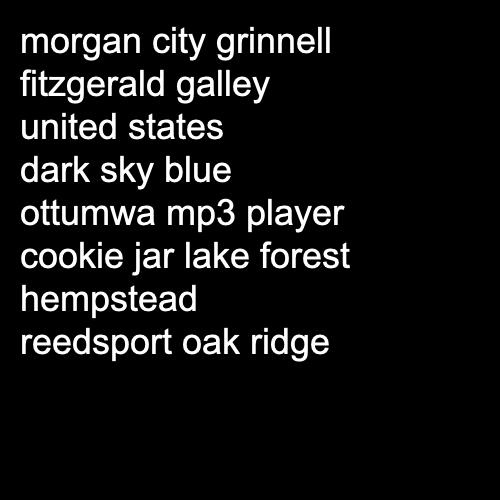 morgan city grinnell
fitzgerald galley
united states
dark sky blue
ottumwa mp3 player
cookie jar lake forest
hempstead
reedsport oak ridge